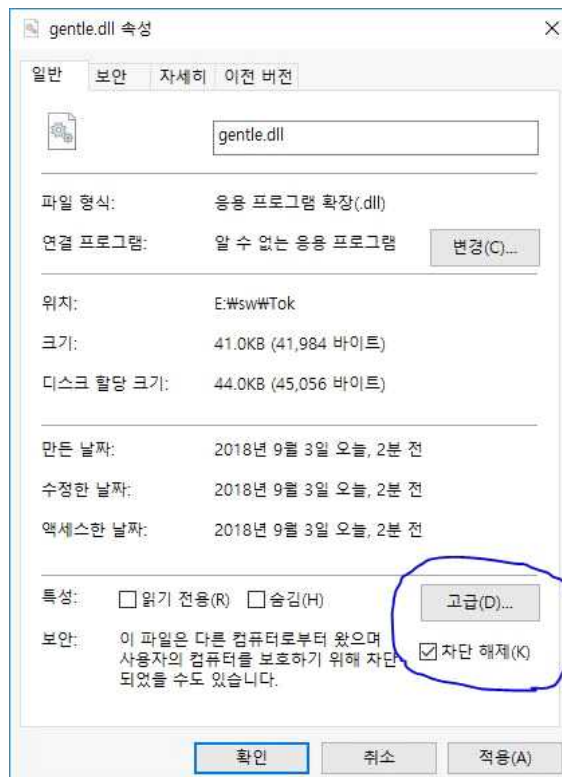 gentle.dll 속성
일반 보안 자세히 이전 버전
gentle.dll
파일 형식: 응용 프로그램 확장(.dll)
연결 프로그램: 알 수 없는 응용 프로그램 변경(C)...
위치: E:₩sw₩Tok
크기: 41.0KB (41,984 바이트)
디스크 할당 크기: 44.0KB (45,056 바이트)
만든 날짜: 2018년 9월 3일 오늘, 2분 전
수정한 날짜: 2018년 9월 3일 오늘, 2분 전
액세스한 날짜: 2018년 9월 3일 오늘, 2분 전
특성: 읽기 전용(R) 숨김(H) 고급(D)...
보안: 이 파일은 다른 컴퓨터로부터 왔으며
사용자의 컴퓨터를 보호하기 위해 차단 차단 해제(K)
되었을 수도 있습니다.
확인 취소 적용(A)